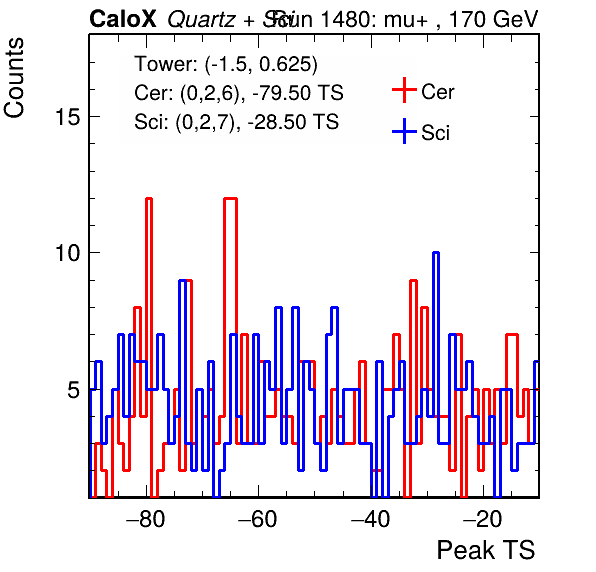 CaloX Quartz + Sci Run 1480: mu+ , 170 GeV
Counts
Tower: (-1.5, 0.625)
Cer: (0,2,6), -79.50 TS
Sci: (0,2,7), -28.50 TS
Cer
Sci
15
10
5
−80 −60 −40 −20
Peak TS